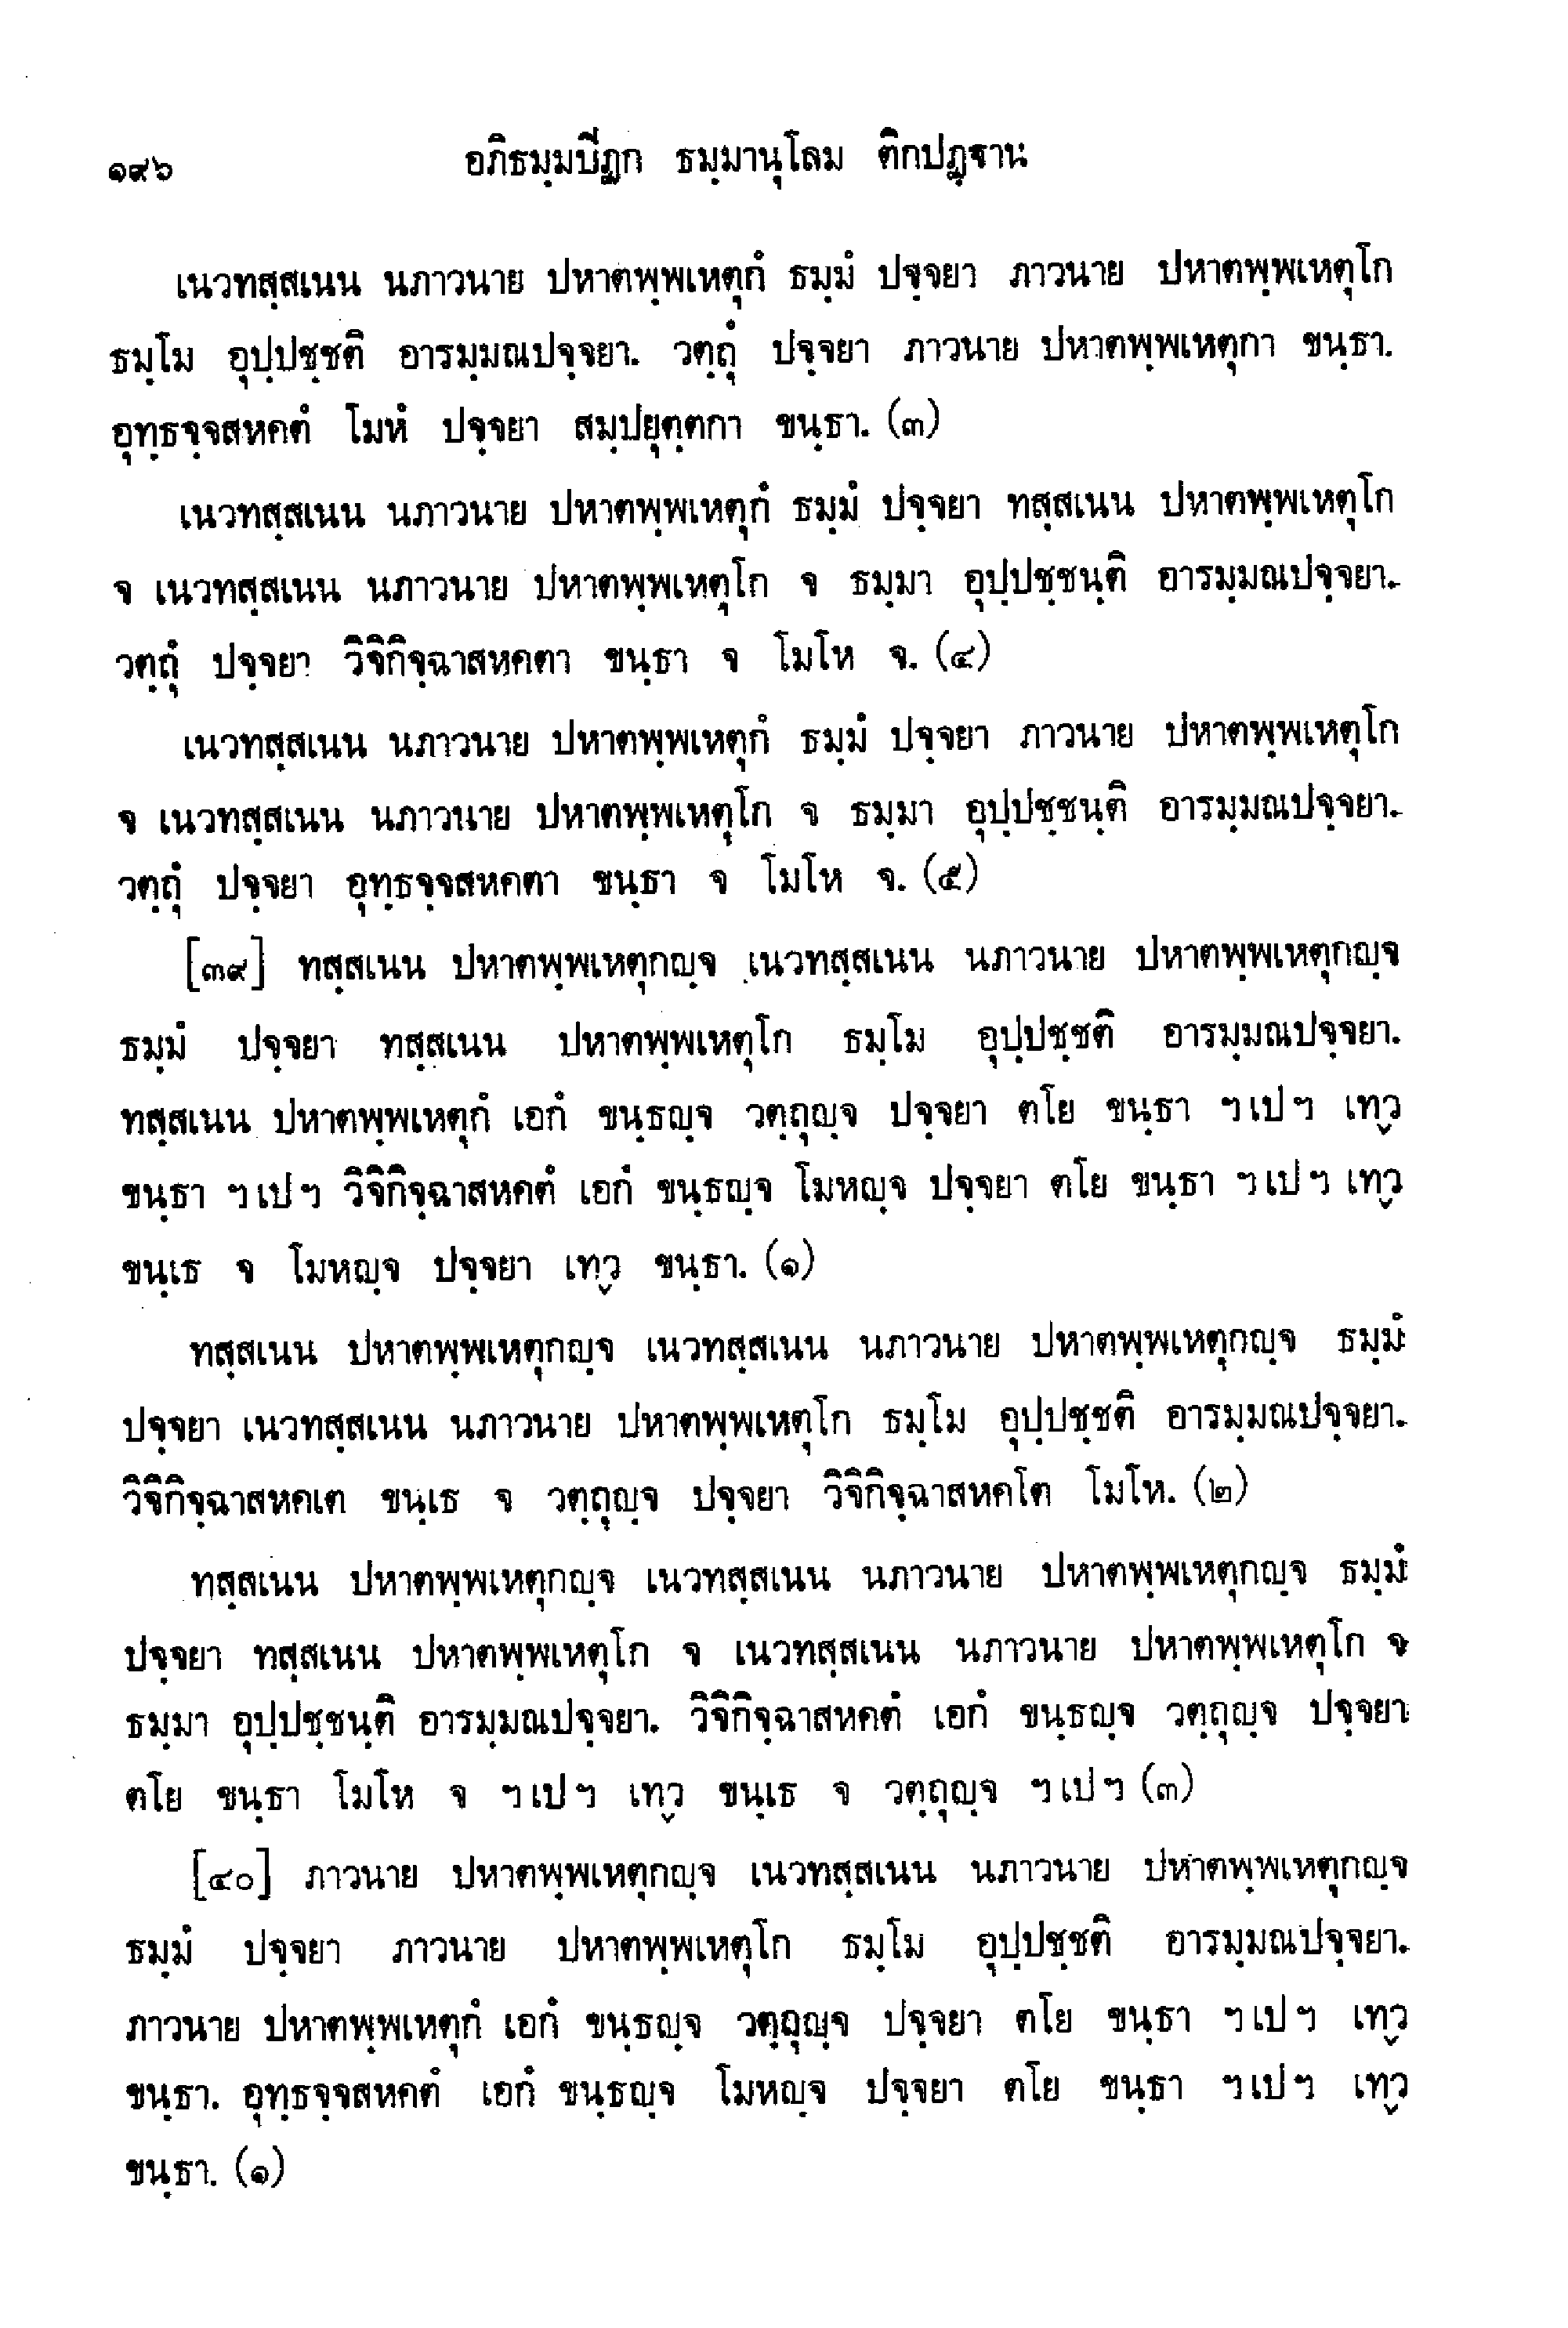 ๑๙๖ อภิธมฺมปิฏก ธมฺมานุโลม ติกปฏฺฐาน
เนวทสฺสเนน นภาวนาย ปหาตพฺพเหตุกํ ธมฺมํ ปจฺจยา ภาวนาย ปหาตพฺพเหตุโก
ธมฺโม อุปฺปชฺชติ อารมฺมณปจฺจยา. วตฺถุํ ปจฺจยา ภาวนาย ปหาตพฺพเหตุกา ขนฺธา.
อุทฺธจฺจสหคตํ โมหํ ปจฺจยา สมฺปยุตฺตกา ขนฺธา. (๓)
เนวทสฺสเนน นภาวนาย ปหาตพฺพเหตุกํ ธมฺมํ ปจฺจยา ทสฺสเนน ปหาตพฺพเหตุโก
จ เนวทสฺสเนน นภาวนาย ปหาตพฺพเหตุโก จ ธมฺมา อุปฺปชฺชนฺติ อารมฺมณปจฺจยา.
วตฺถุํ ปจฺจยา วิจิกิจฺฉาสหคตา ขนฺธา จ โมโห จ. (๔)
เนวทสฺสเนน นภาวนาย ปหาตพฺพเหตุกํ ธมฺมํ ปจฺจยา ภาวนาย ปหาตพฺพเหตุโก
จ เนวทสฺสเนน นภาวนาย ปหาตพฺพเหตุโก จ ธมฺมา อุปฺปชฺชนฺติ อารมฺมณปจฺจยา.
วตฺถุํ ปจฺจยา อุทฺธจฺจสหคตา ขนฺธา จ โมโห จ. (๕)
[๓๙] ทสฺสเนน ปหาตพฺพเหตุกญฺจ เนวทสฺสเนน นภาวนาย ปหาตพฺพเหตุกญฺจ
ธมฺมํ ปจฺจยา ทสฺสเนน ปหาตพฺพเหตุโก ธมฺโม อุปฺปชฺชติ อารมฺมณปจฺจยา.
ทสฺสเนน ปหาตพฺพเหตุกํ เอกํ ขนฺธญฺจ วตฺถุญฺจ ปจฺจยา ตโย ขนฺธา ฯเปฯ เทฺว
ขนฺธา ฯเปฯ วิจิกิจฺฉาสหคตํ เอกํ ขนฺธญฺจ โมหญฺจ ปจฺจยา ตโย ขนฺธา ฯเปฯ เทฺว
ขนฺเธ จ โมหญฺจ ปจฺจยา เทฺว ขนฺธา. (๑)
ทสฺสเนน ปหาตพฺพเหตุกญฺจ เนวทสฺสเนน นภาวนาย ปหาตพฺพเหตุกญฺจ ธมฺมํ
ปจฺจยา เนวทสฺสเนน นภาวนาย ปหาตพฺพเหตุโก ธมฺโม อุปฺปชฺชติ อารมฺมณปจฺจยา.
วิจิกิจฺฉาสหคเต ขนฺเธ จ วตฺถุญฺจ ปจฺจยา วิจิกิจฺฉาสหคโต โมโห. (๒)
ทสฺสเนน ปหาตพฺพเหตุกญฺจ เนวทสฺสเนน นภาวนาย ปหาตพฺพเหตุกญฺจ ธมฺมํ
ปจฺจยา ทสฺสเนน ปหาตพฺพเหตุโก จ เนวทสฺสเนน นภาวนาย ปหาตพฺพเหตุโก จ
ธมฺมา อุปฺปชฺชนฺติ อารมฺมณปจฺจยา. วิจิกิจฺฉาสหคตํ เอกํ ขนฺธญฺจ วตฺถุญฺจ ปจฺจยา
ตโย ขนฺธา โมโห จ ฯเปฯ เทฺว ขนฺเธ จ วตฺถุญฺจ ฯเปฯ (๓)
[๔๐] ภาวนาย ปหาตพฺพเหตุกญฺจ เนวทสฺสเนน นภาวนาย ปหาตพฺพเหตุกญฺจ
ธมฺมํ ปจฺจยา ภาวนาย ปหาตพฺพเหตุโก ธมฺโม อุปฺปชฺชติ อารมฺมณปจฺจยา.
ภาวนาย ปหาตพฺพเหตุกํ เอกํ ขนฺธญฺจ วตฺถุญฺจ ปจฺจยา ตโย ขนฺธา ฯเปฯ เทฺว
ขนฺธา. อุทฺธจฺจสหคตํ เอกํ ขนฺธญฺจ โมหญฺจ ปจฺจยา ตโย ขนฺธา ฯเปฯ เทฺว
ขนฺธา. (๑)